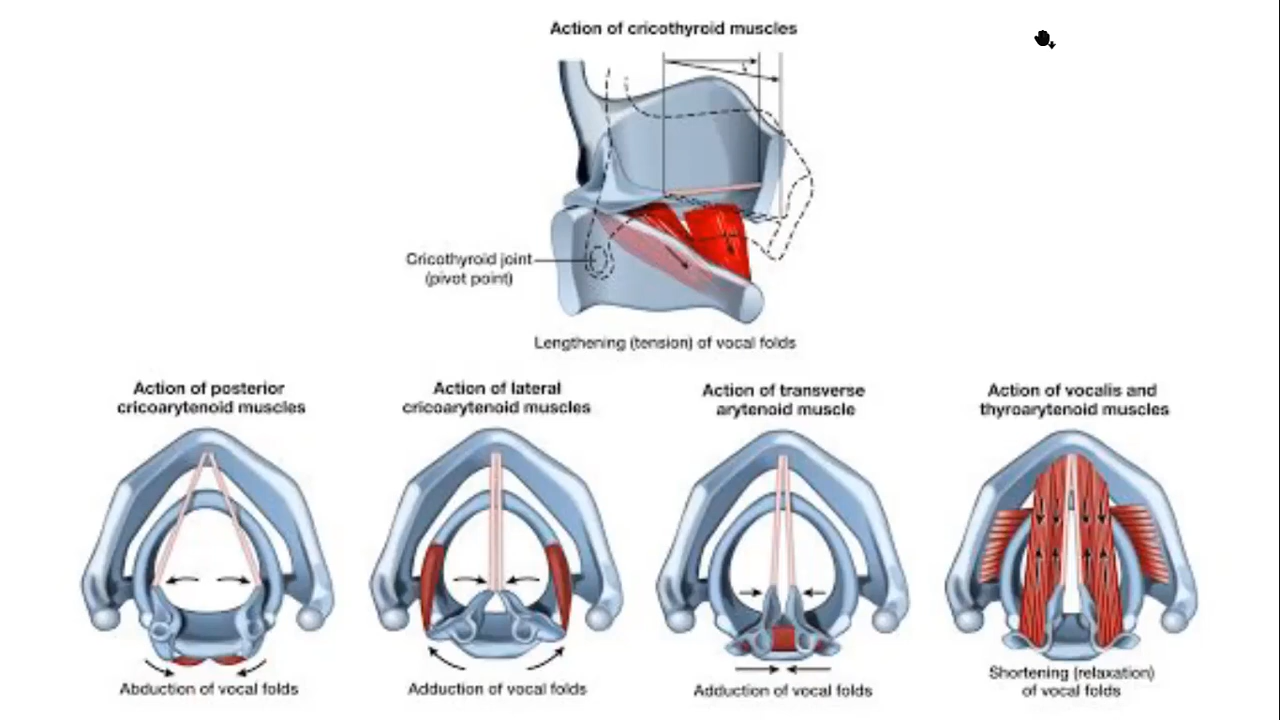 Action of cricothyroid muscles
Cricothyroid joint
(pivot point)
Lengthening (tension) of vocal folds
Action of posterior
cricoarytenoid muscles
Abduction of vocal folds
Action of lateral
cricoarytenoid muscles
Adduction of vocal folds
Action of transverse
arytenoid muscle
Adduction of vocal folds
Action of vocalis and
thyroarytenoid muscles
Shortening (relaxation)
of vocal folds